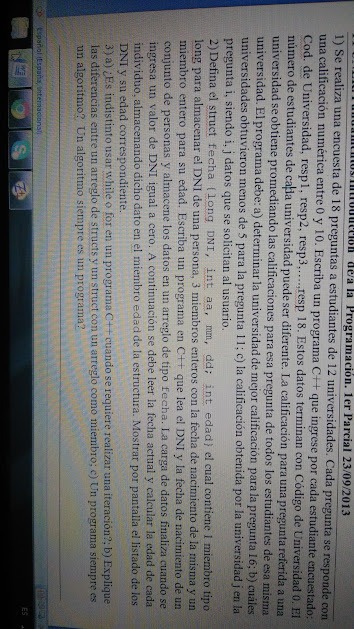 Fundamentos/Introducción de/a la Programación. 1er Parcial 23/09/2013
1) Se realiza una encuesta de 18 preguntas a estudiantes de 12 universidades. Cada pregunta se responde con
una calificación numérica entre 0 y 10. Escriba un programa C++ que ingrese por cada estudiante encuestado:
Cod. de Universidad, resp1, resp2, resp3,.....,resp 18. Estos datos terminan con Código de Universidad 0. El
número de estudiantes de cada universidad puede ser diferente. La calificación para una pregunta referida a una
universidad se obtiene promediando las calificaciones para esa pregunta de todos los estudiantes de esa misma
universidad. El programa debe: a) determinar la universidad de mejor calificación para la pregunta 16; b) cuáles
universidades obtuvieron menos de 5 para la pregunta 11; c) la calificación obtenida por la universidad j en la
pregunta i, siendo i, j datos que se solicitan al usuario.
2) Defina el struct fecha {long DNI, int aa, mm, dd; int edad} el cual contiene 1 miembro tipo
long para almacenar el DNI de una persona, 3 miembros enteros con la fecha de nacimiento de la misma y un
miembro entero para su edad. Escriba un programa en C++ que lea el DNI y la fecha de nacimiento de un
conjunto de personas y almacene los datos en un arreglo de tipo fecha. La carga de datos finaliza cuando se
ingresa un valor de DNI igual a cero. A continuación se debe leer la fecha actual y calcular la edad de cada
individuo, almacenando dicho dato en el miembro edad de la estructura. Mostrar por pantalla el listado de los
DNI y su edad correspondiente.
3) a) ¿Es indistinto usar while o for en un programa C++ cuando se requiere realizar una iteración?; b) Explique
las diferencias entre un arreglo de structs y un struct con un arreglo como miembro; c) Un programa siempre es
un algoritmo? Un algoritmo siempre es un programa?
Español (España, internacional)
ES